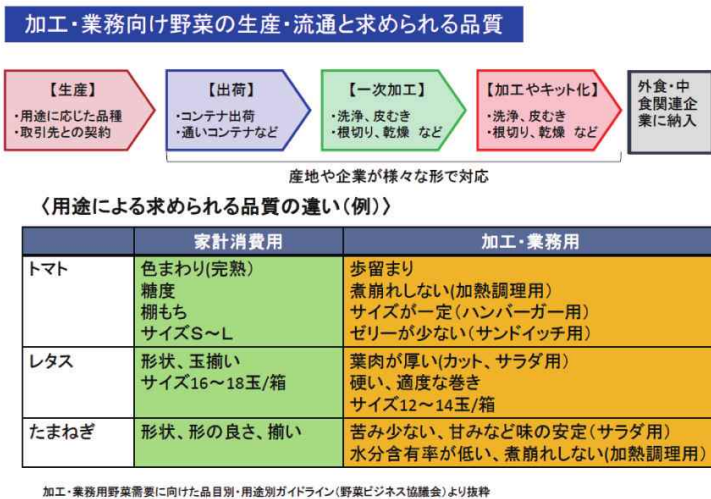 加工・業務向け野菜の生産・流通と求められる品質
【生産】
・用途に応じた品種
・取引先との契約
【出荷】
・コンテナ出荷
・通いコンテナなど
【一次加工】
・洗浄、皮むき
・根切り、乾燥 など
【加工やキット化】
・洗浄、皮むき
・根切り、乾燥 など
外食・中
食関連企
業に納入
産地や企業が様々な形で対応
〈用途による求められる品質の違い(例)〉
家計消費用
加工・業務用
トマト
色まわり(完熟)
糖度
棚もち
サイズS～L
歩留まり
煮崩れしない(加熱調理用)
サイズが一定(ハンバーガー用)
ゼリーが少ない(サンドイッチ用)
レタス
形状、玉揃い
サイズ16～18玉/箱
葉肉が厚い(カット、サラダ用)
硬い、適度な巻き
サイズ12～14玉/箱
たまねぎ
形状、形の良さ、揃い
苦み少ない、甘みなど味の安定(サラダ用)
水分含有率が低い、煮崩れしない(加熱調理用)
加工・業務用野菜需要に向けた品目別・用途別ガイドライン(野菜ビジネス協議会)より抜粋